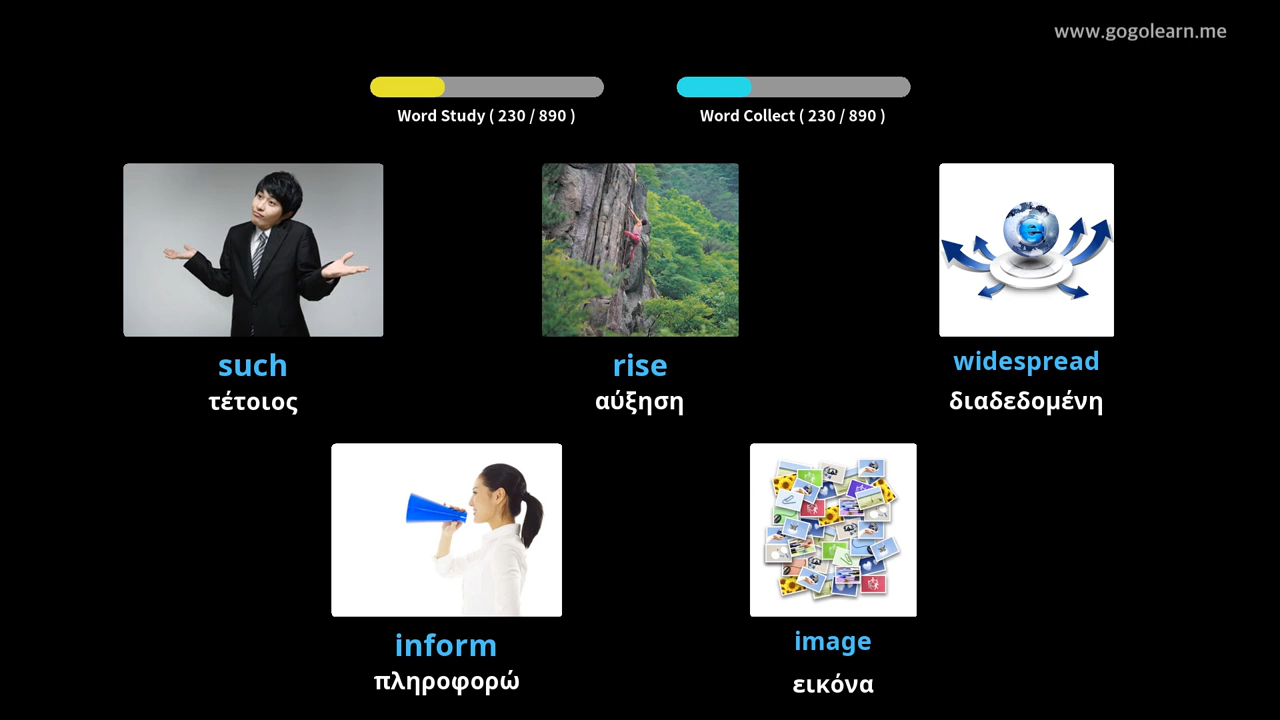 www.gogolearn.me
Word Study ( 230 / 890 )
Word Collect ( 230 / 890 )
such
τέτοιος
rise
αύξηση
widespread
διαδεδομένη
inform
πληροφορώ
image
εικόνα